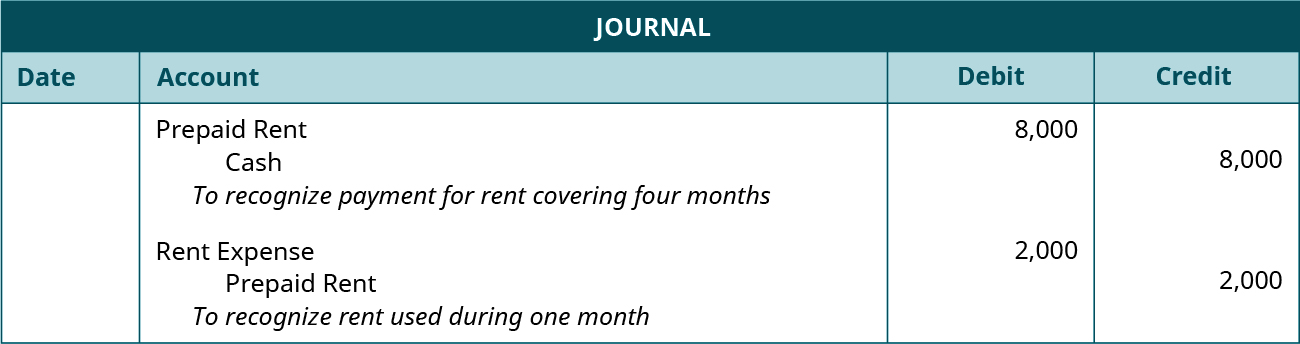 JOURNAL
Date Account Debit Credit
Prepaid Rent 8,000
Cash 8,000
To recognize payment for rent covering four months
Rent Expense 2,000
Prepaid Rent 2,000
To recognize rent used during one month